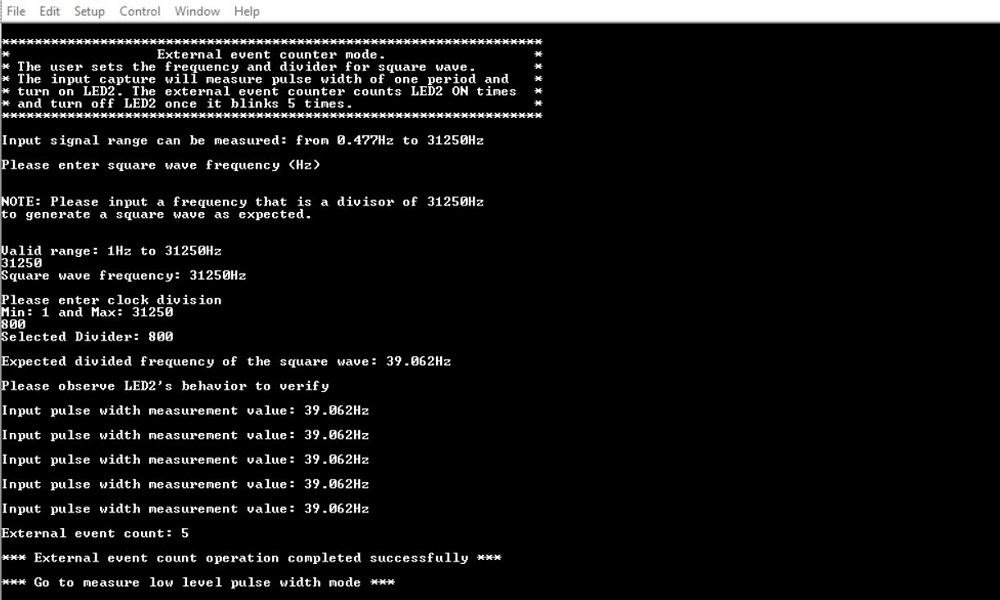 File Edit Setup Control Window Help
******************************************************************
* External event counter mode. *
* The user sets the frequency and divider for square wave. *
* The input capture will measure pulse width of one period and *
* turn on LED2. The external event counter counts LED2 ON times *
* and turn off LED2 once it blinks 5 times. *
******************************************************************
Input signal range can be measured: from 0.477Hz to 31250Hz
Please enter square wave frequency (Hz)
NOTE: Please input a frequency that is a divisor of 31250Hz
to generate a square wave as expected.
Valid range: 1Hz to 31250Hz
31250
Square wave frequency: 31250Hz
Please enter clock division
Min: 1 and Max: 31250
800
Selected Divider: 800
Expected divided frequency of the square wave: 39.062Hz
Please observe LED2's behavior to verify
Input pulse width measurement value: 39.062Hz
Input pulse width measurement value: 39.062Hz
Input pulse width measurement value: 39.062Hz
Input pulse width measurement value: 39.062Hz
Input pulse width measurement value: 39.062Hz
External event count: 5
*** External event count operation completed successfully ***
*** Go to measure low level pulse width mode ***